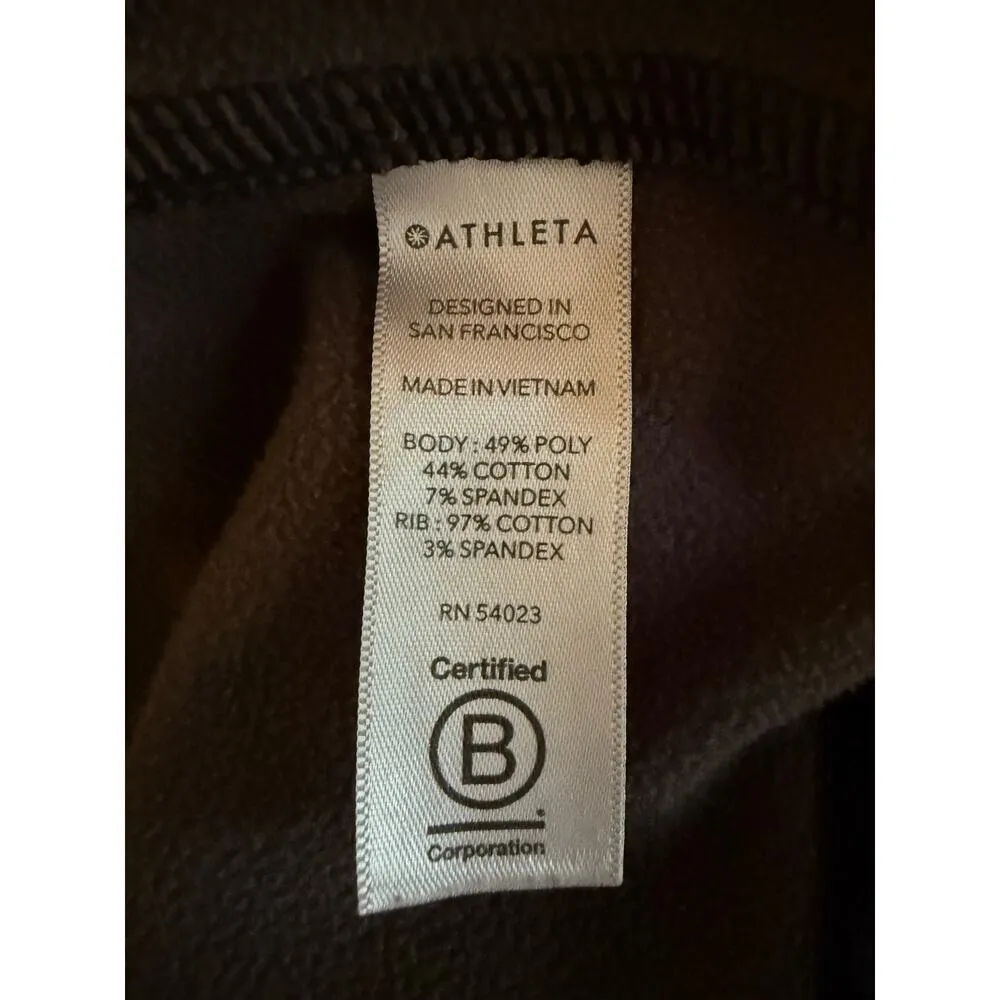 ATHLETA
DESIGNED IN
SAN FRANCISCO
MADE IN VIETNAM
BODY : 49% POLY
44% COTTON
7% SPANDEX
RIB : 97% COTTON
3% SPANDEX
RN 54023
Certified
B
Corporation